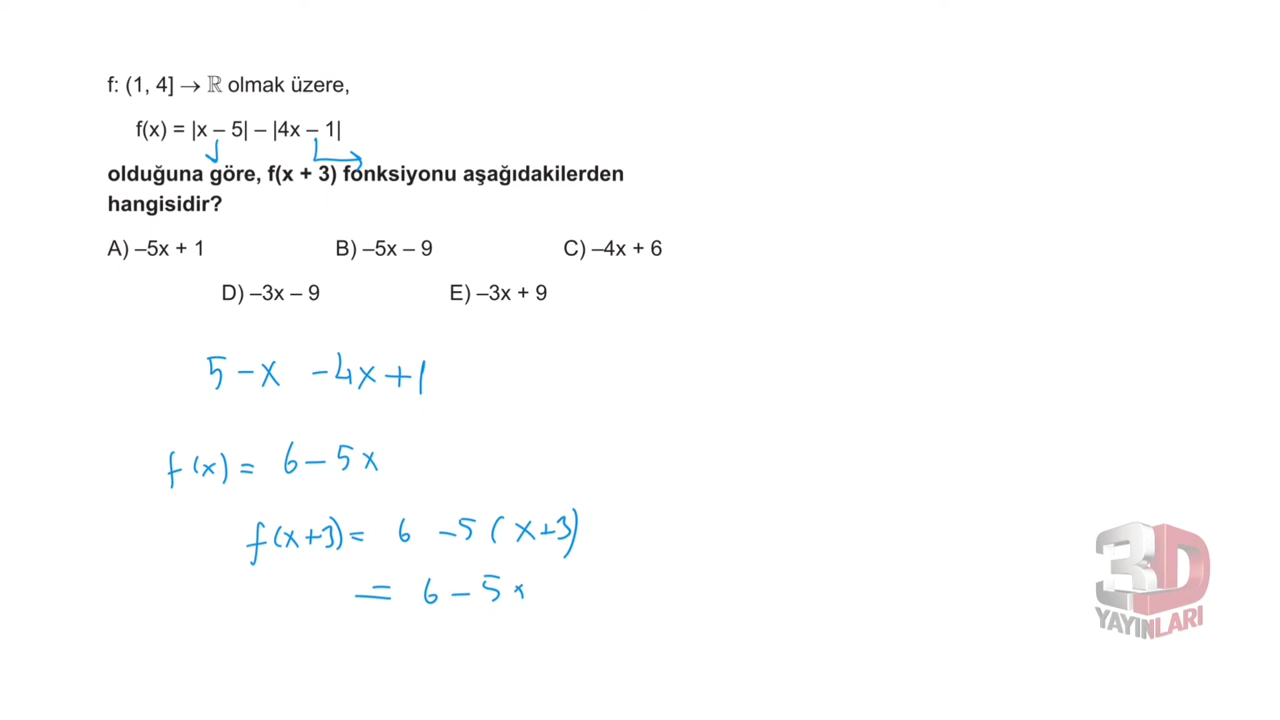 f: (1, 4] → ℝ olmak üzere,
f(x) = |x – 5| – |4x – 1|
olduğuna göre, f(x + 3) fonksiyonu aşağıdakilerden
hangisidir?
A) –5x + 1 B) –5x – 9 C) –4x + 6
D) –3x – 9 E) –3x + 9
5 – x – 4x + 1
f(x) = 6 – 5x
f(x+3) = 6 – 5(x+3)
= 6 – 5x
3D
YAYINLARI